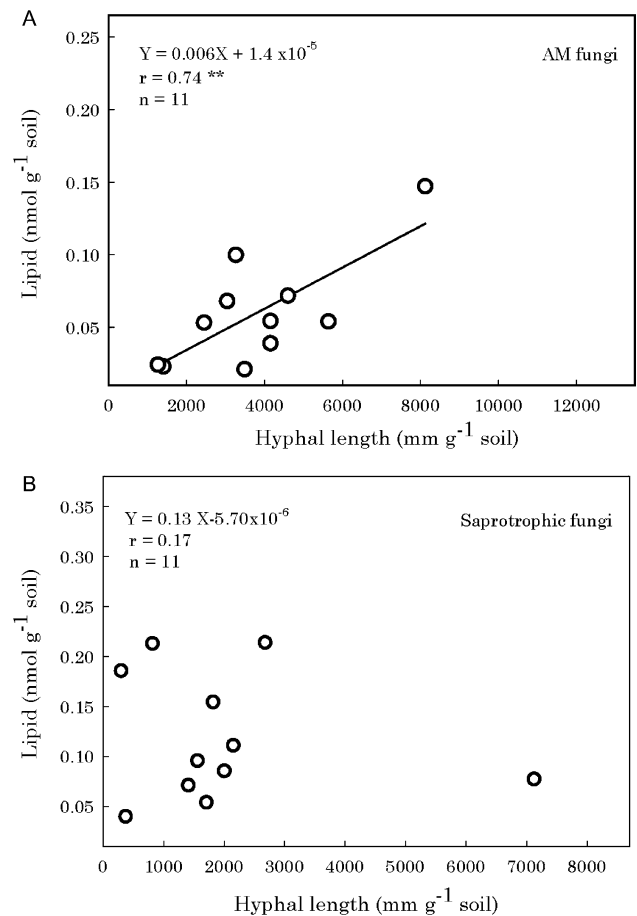 A
Y = 0.006X + 1.4 x10⁻⁵
AM fungi
r = 0.74 **
n = 11
0.25
0.20
0.15
0.10
0.05
Lipid (nmol g⁻¹ soil)
0 2000 4000 6000 8000 10000 12000
Hyphal length (mm g⁻¹ soil)
B
Y = 0.13 X-5.70x10⁻⁶
Saprotrophic fungi
r = 0.17
n = 11
0.35
0.30
0.25
0.20
0.15
0.10
0.05
Lipid (nmol g⁻¹ soil)
0 1000 2000 3000 4000 5000 6000 7000 8000
Hyphal length (mm g⁻¹ soil)